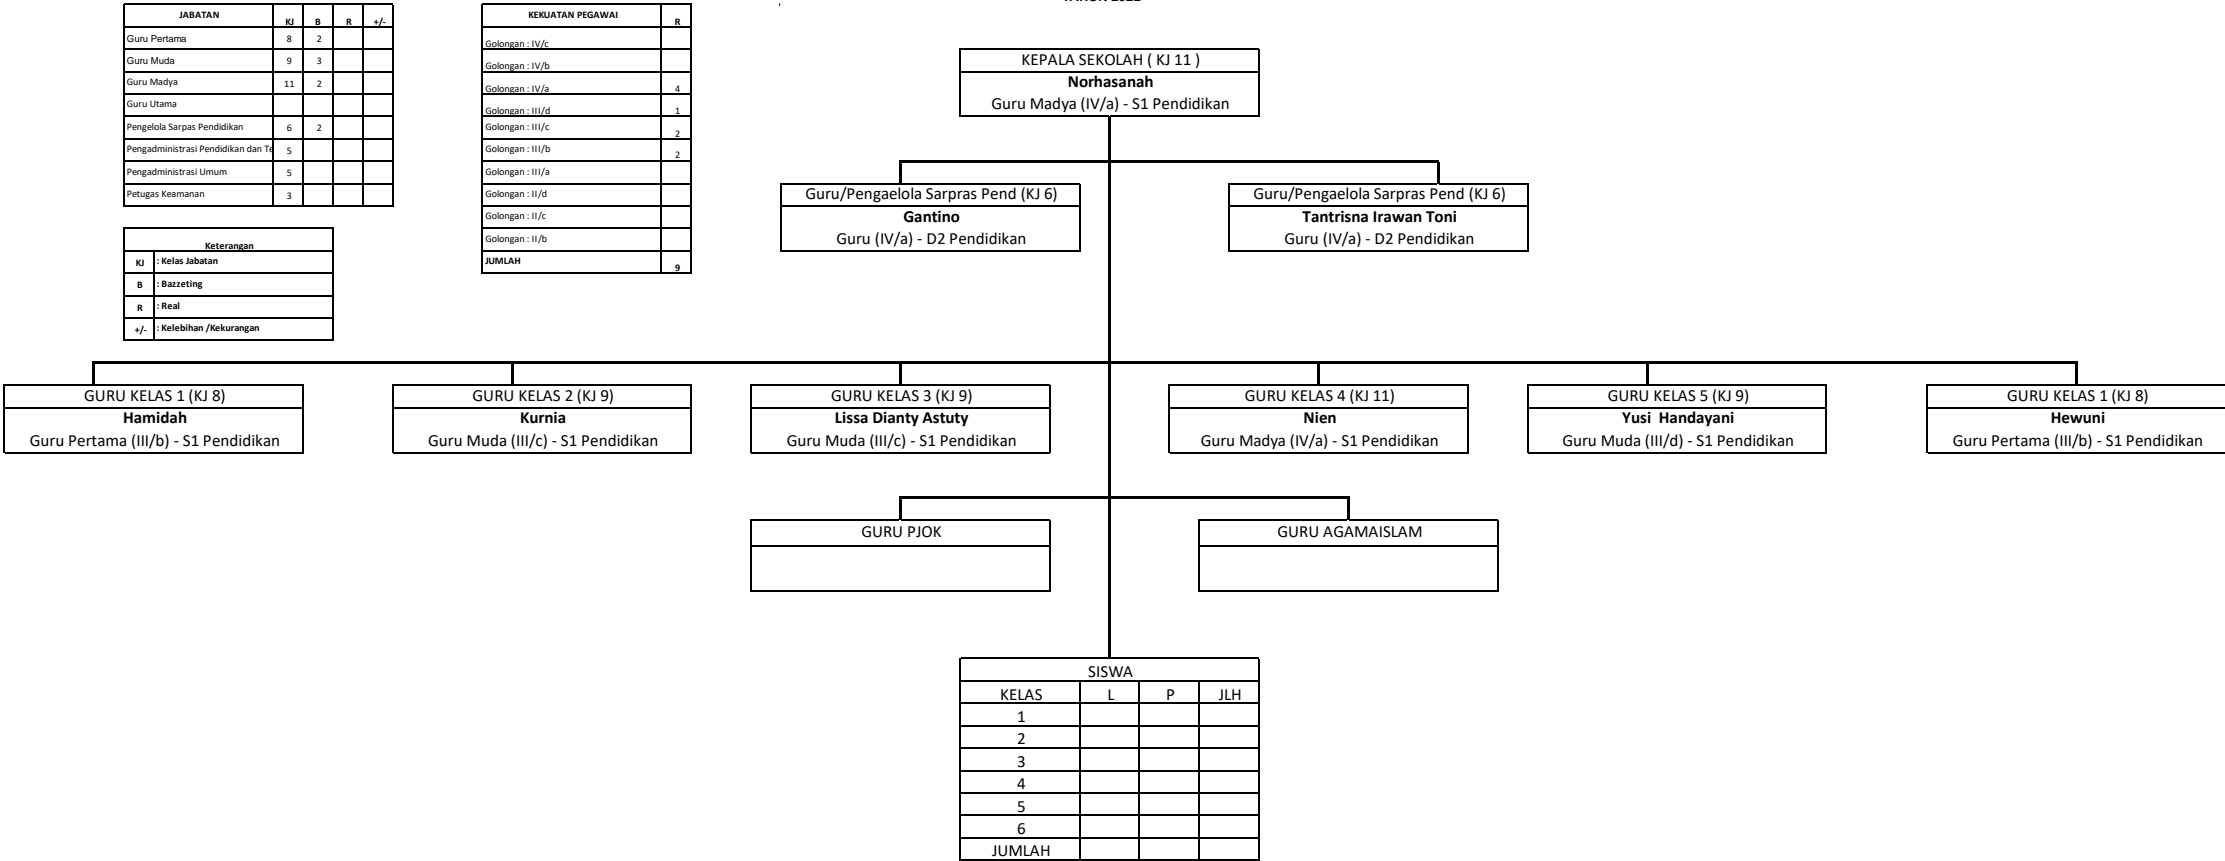 TAHUN 2022
JABATAN KJ B R +/-
Guru Pertama 8 2
Guru Muda 9 3
Guru Madya 11 2
Guru Utama
Pengelola Sarpas Pendidikan 6 2
Pengadministrasi Pendidikan dan Te 5
Pengadministrasi Umum 5
Petugas Keamanan 3
KEKUATAN PEGAWAI R
Golongan : IV/c
Golongan : IV/b
Golongan : IV/a 4
Golongan : III/d 1
Golongan : III/c 2
Golongan : III/b 2
Golongan : III/a
Golongan : II/d
Golongan : II/c
Golongan : II/b
JUMLAH 9
Keterangan
KJ : Kelas Jabatan
B : Bazzeting
R : Real
+/- : Kelebihan /Kekurangan
KEPALA SEKOLAH ( KJ 11 )
Norhasanah
Guru Madya (IV/a) - S1 Pendidikan
Guru/Pengaelola Sarpras Pend (KJ 6)
Gantino
Guru (IV/a) - D2 Pendidikan
Guru/Pengaelola Sarpras Pend (KJ 6)
Tantrisna Irawan Toni
Guru (IV/a) - D2 Pendidikan
GURU KELAS 1 (KJ 8)
Hamidah
Guru Pertama (III/b) - S1 Pendidikan
GURU KELAS 2 (KJ 9)
Kurnia
Guru Muda (III/c) - S1 Pendidikan
GURU KELAS 3 (KJ 9)
Lissa Dianty Astuty
Guru Muda (III/c) - S1 Pendidikan
GURU KELAS 4 (KJ 11)
Nien
Guru Madya (IV/a) - S1 Pendidikan
GURU KELAS 5 (KJ 9)
Yusi Handayani
Guru Muda (III/d) - S1 Pendidikan
GURU KELAS 1 (KJ 8)
Hewuni
Guru Pertama (III/b) - S1 Pendidikan
GURU PJOK
GURU AGAMAISLAM
SISWA
KELAS L P JLH
1
2
3
4
5
6
JUMLAH